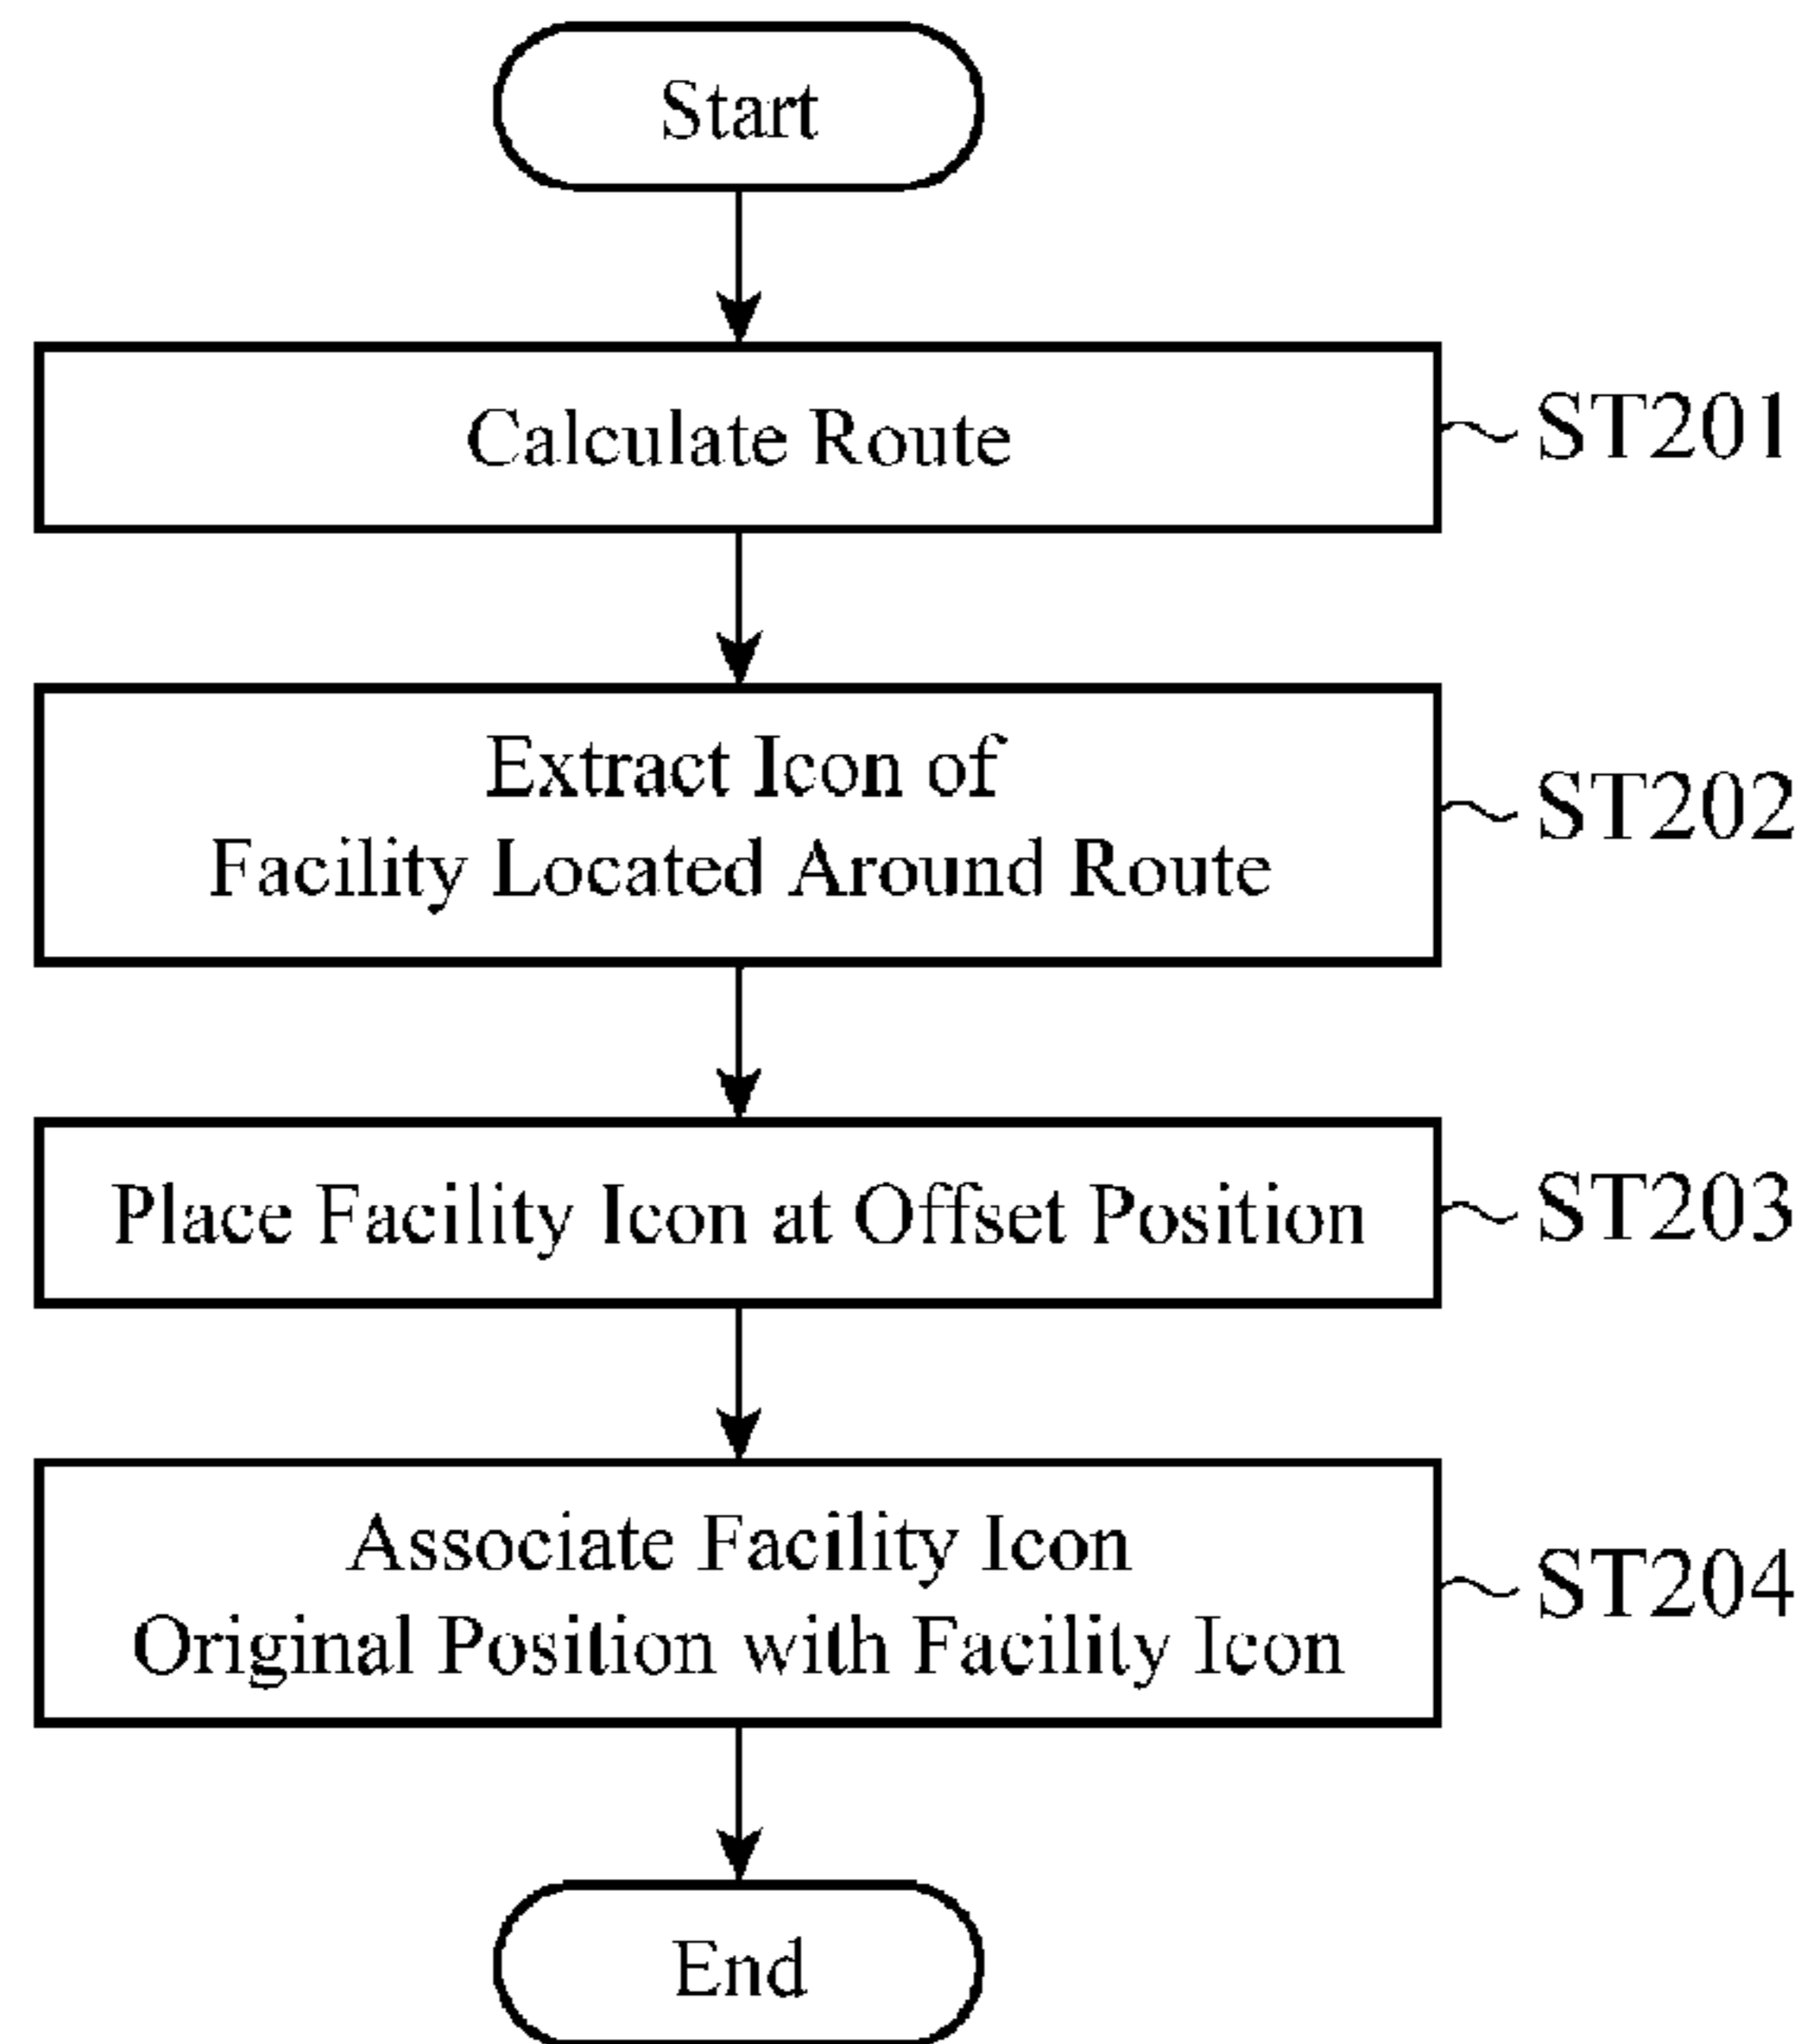 Start
Calculate Route
ST201
Extract Icon of
Facility Located Around Route
ST202
Place Facility Icon at Offset Position
ST203
Associate Facility Icon
Original Position with Facility Icon
ST204
End